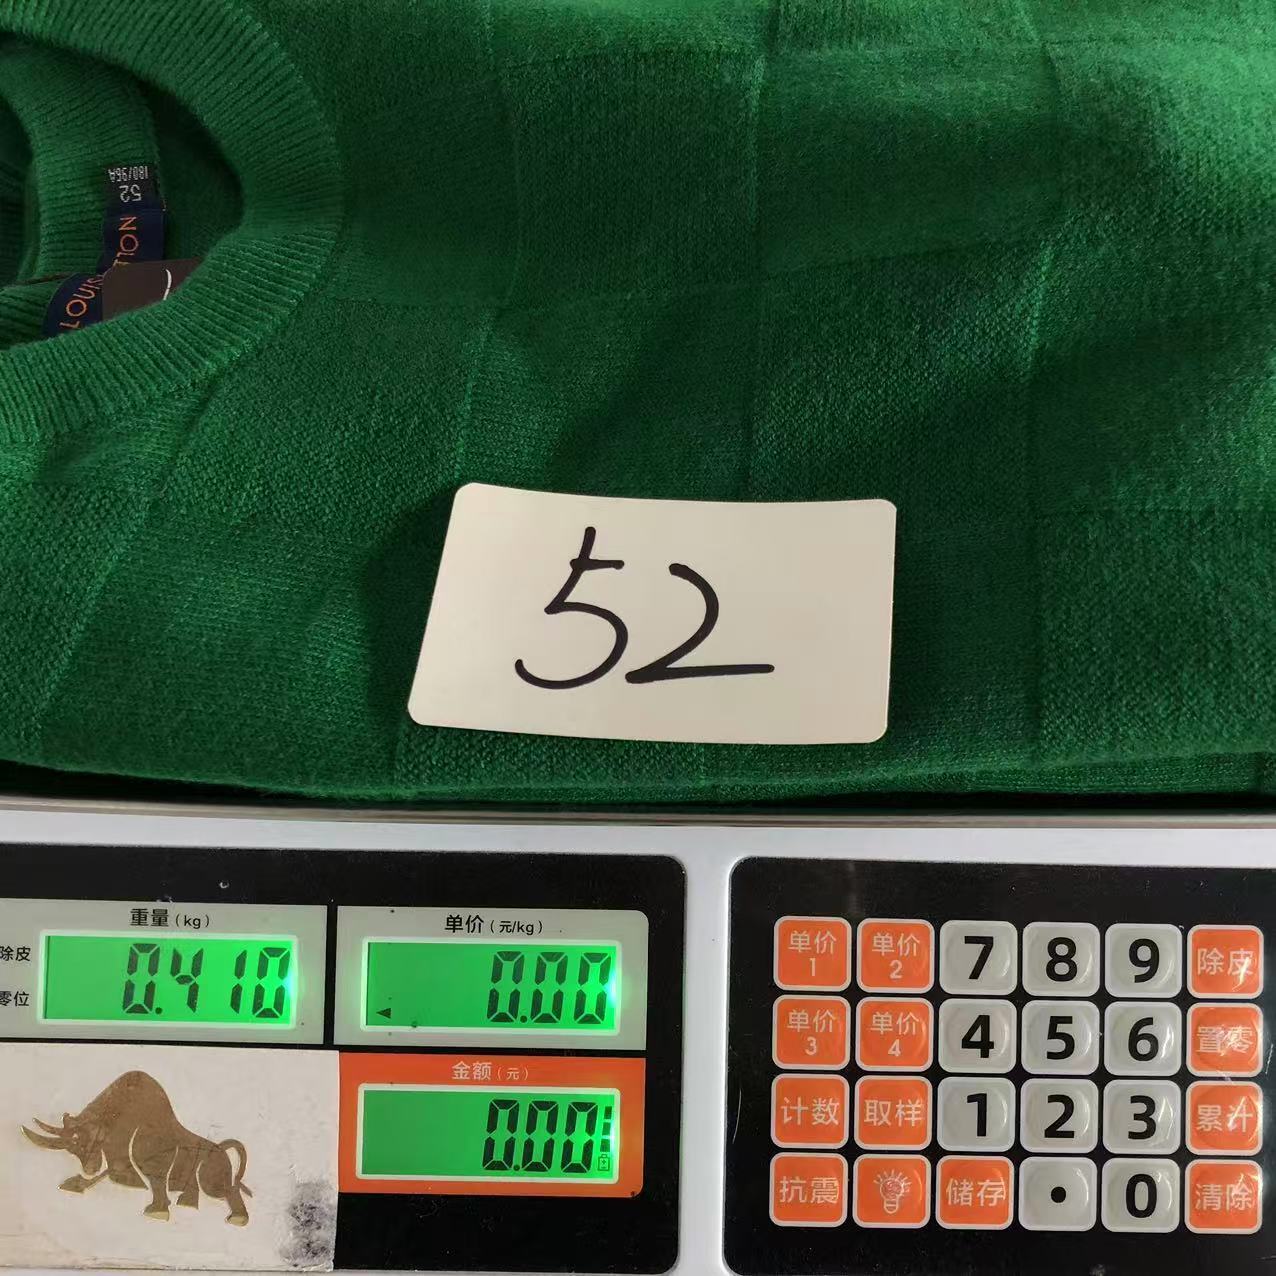 180/96A
52
52
重量(kg)
单价(元/kg)
除皮
零位
0.410
0.00
金额(元)
0.00
单价1
单价2
7
8
9
除皮
单价3
单价4
4
5
6
置零
计数
取样
1
2
3
累计
抗震
储存
.
0
清除